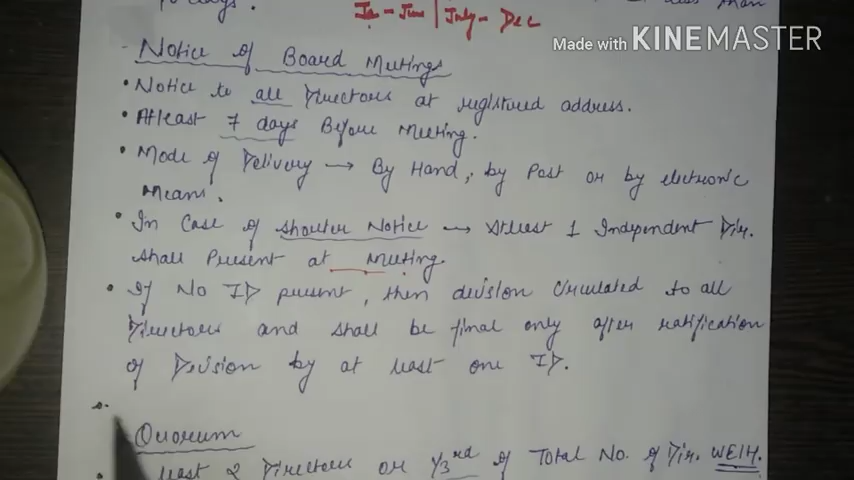 days.
less than
Jan - June | July - Dec
Made with KINEMASTER
Notice of Board Meetings
• Notice to all Directors at registered address.
• Atleast 7 days Before Meeting.
• Mode of Delivery → By Hand, by Post or by electronic
Means.
• In Case of shorter Notice → Atleast 1 Independent Dir.
shall Present at Meeting.
• If No ID present, then decision Circulated to all
Directors and shall be final only after ratification
of Decision by at least one ID.
Quorum
• least 2 Directors or 1/3rd of Total No. of Dir. WEIH.